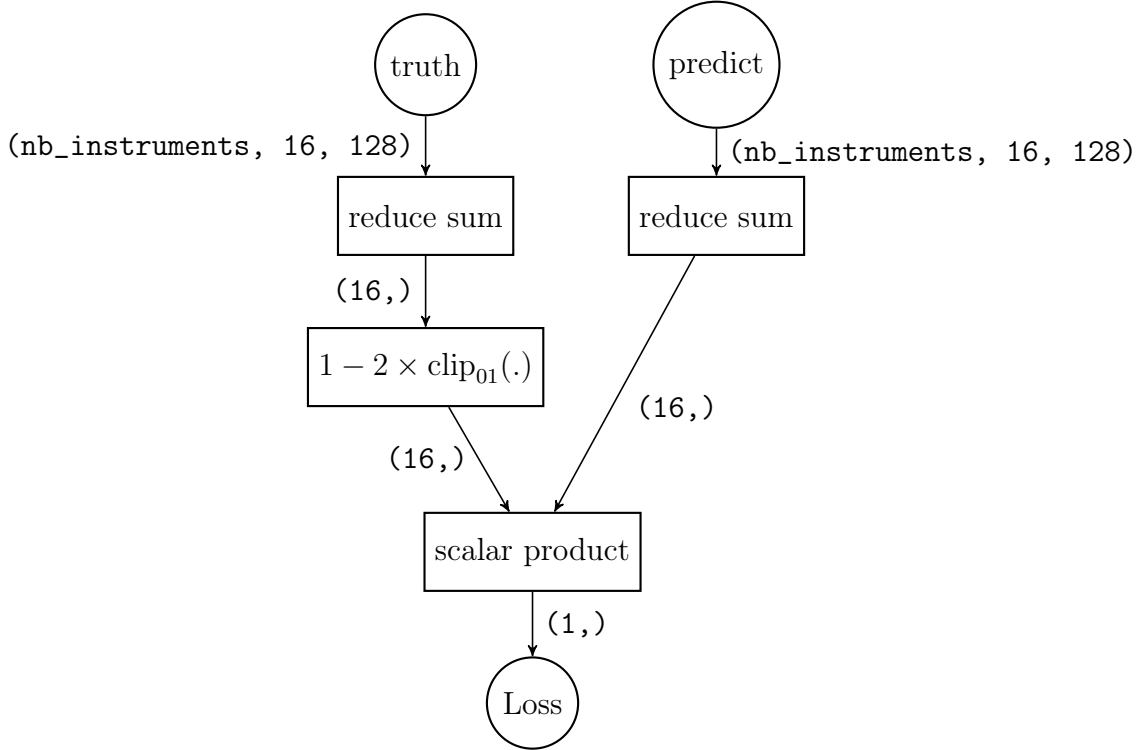 truth
predict
(nb_instruments, 16, 128)
(nb_instruments, 16, 128)
reduce sum
reduce sum
(16,)
1 − 2 × clip₀₁(.)
(16,)
(16,)
scalar product
(1,)
Loss